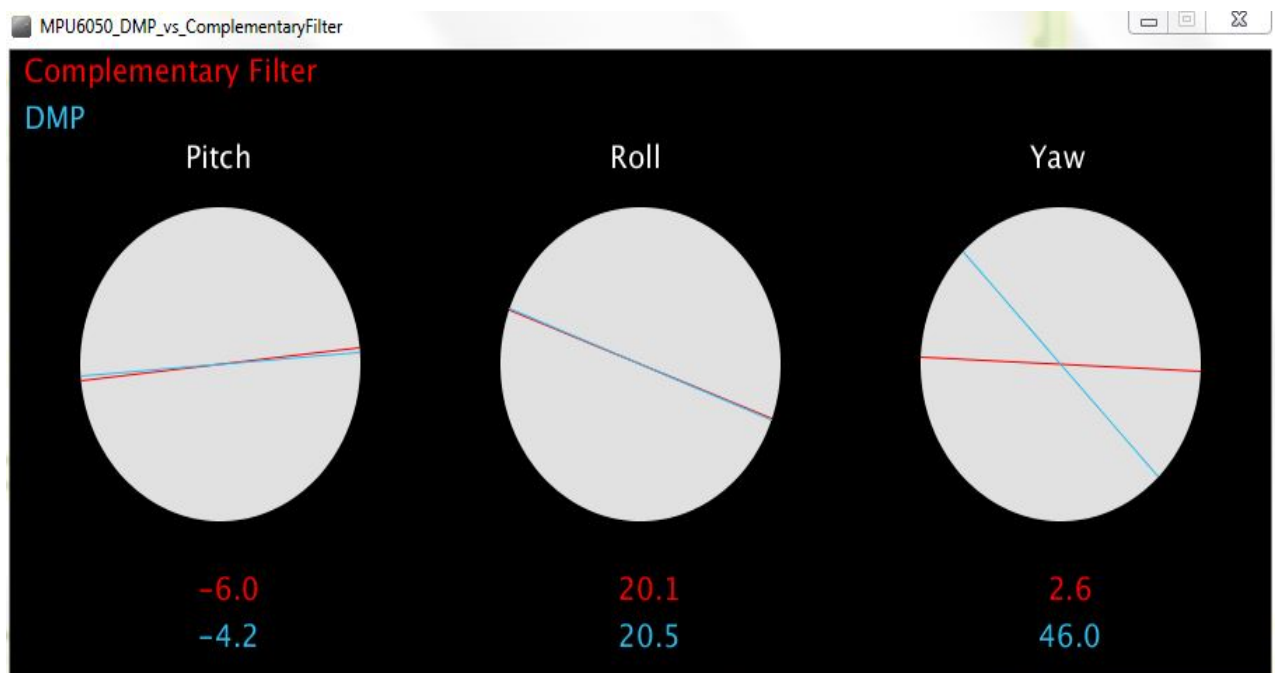 MPU6050_DMP_vs_ComplementaryFilter
Complementary Filter
DMP
Pitch Roll Yaw
-6.0 20.1 2.6
-4.2 20.5 46.0